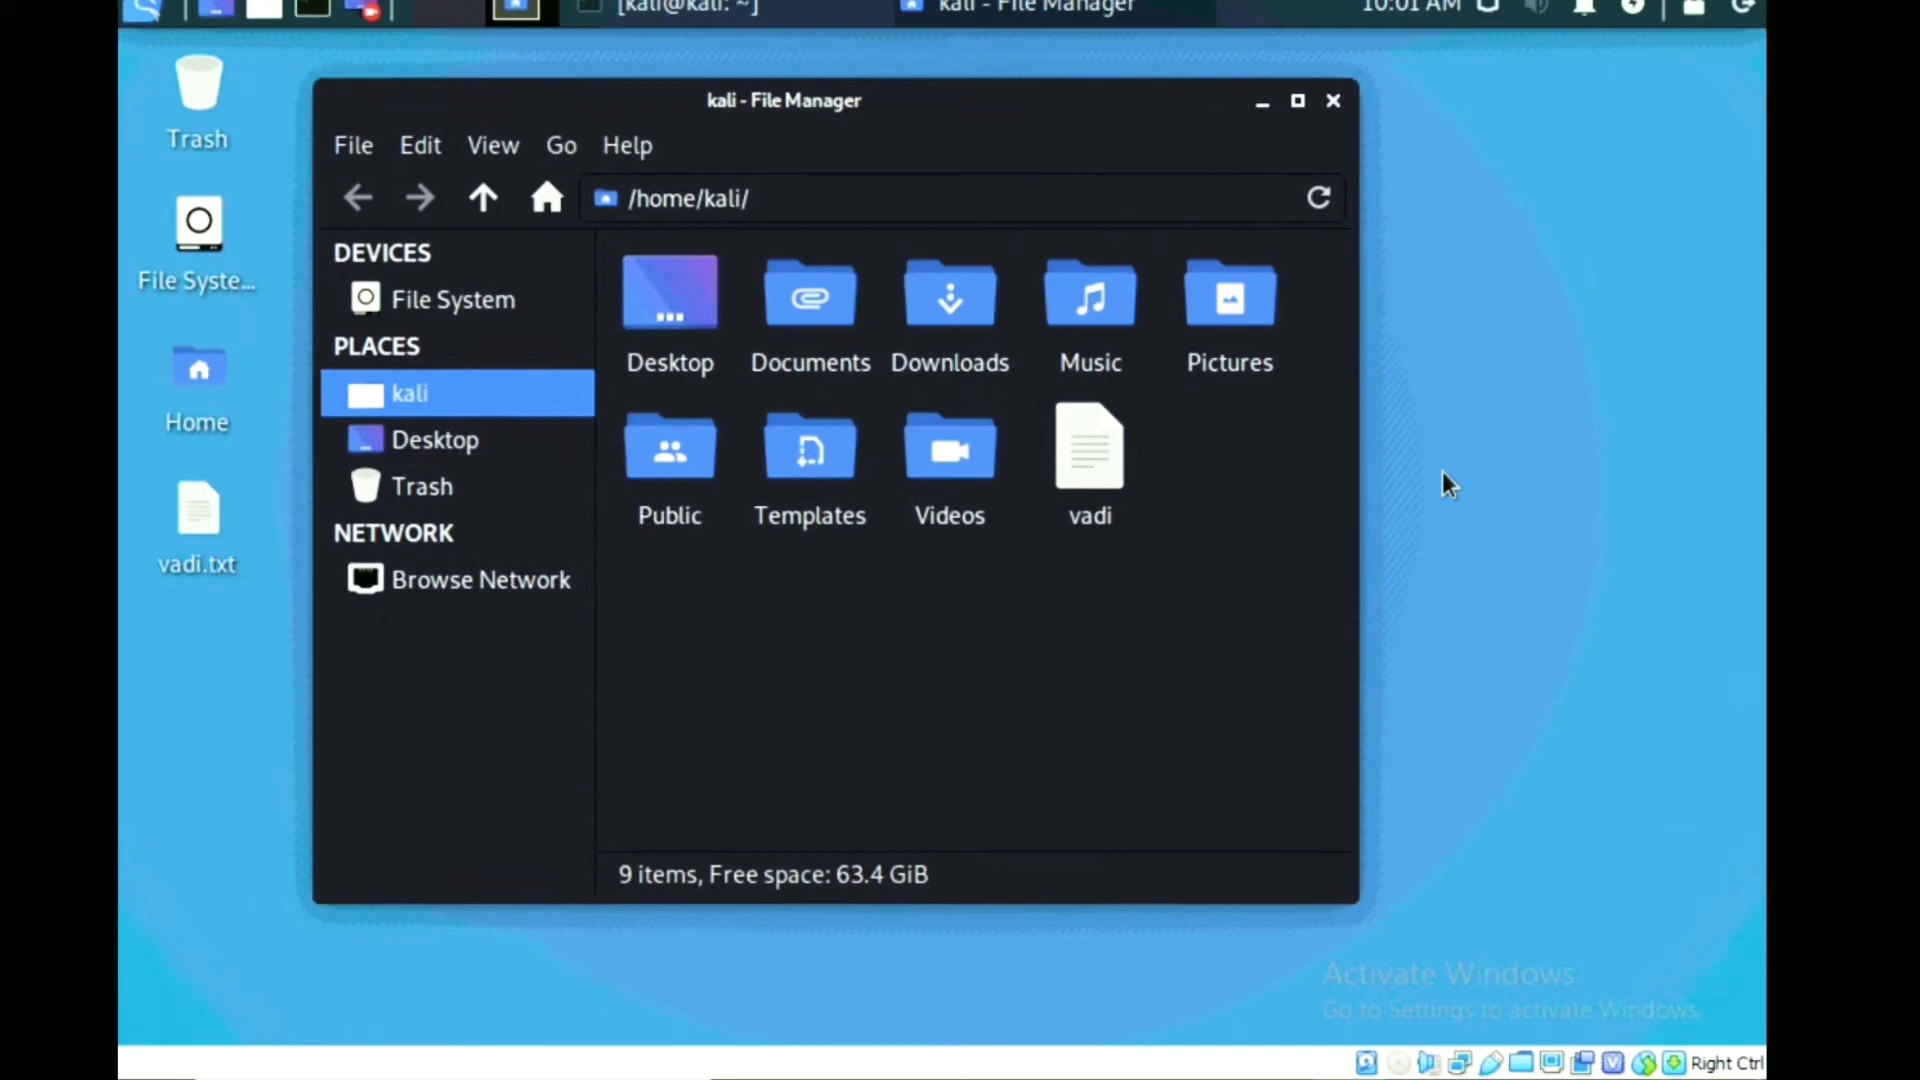 [kali@kali: ~]
kali - File Manager
10:01 AM
Trash
File Syste...
Home
vadi.txt
kali - File Manager
File Edit View Go Help
/home/kali/
DEVICES
File System
PLACES
kali
Desktop
Trash
NETWORK
Browse Network
Desktop Documents Downloads Music Pictures
Public Templates Videos vadi
9 items, Free space: 63.4 GiB
Activate Windows
Go to Settings to activate Windows.
Right Ctrl